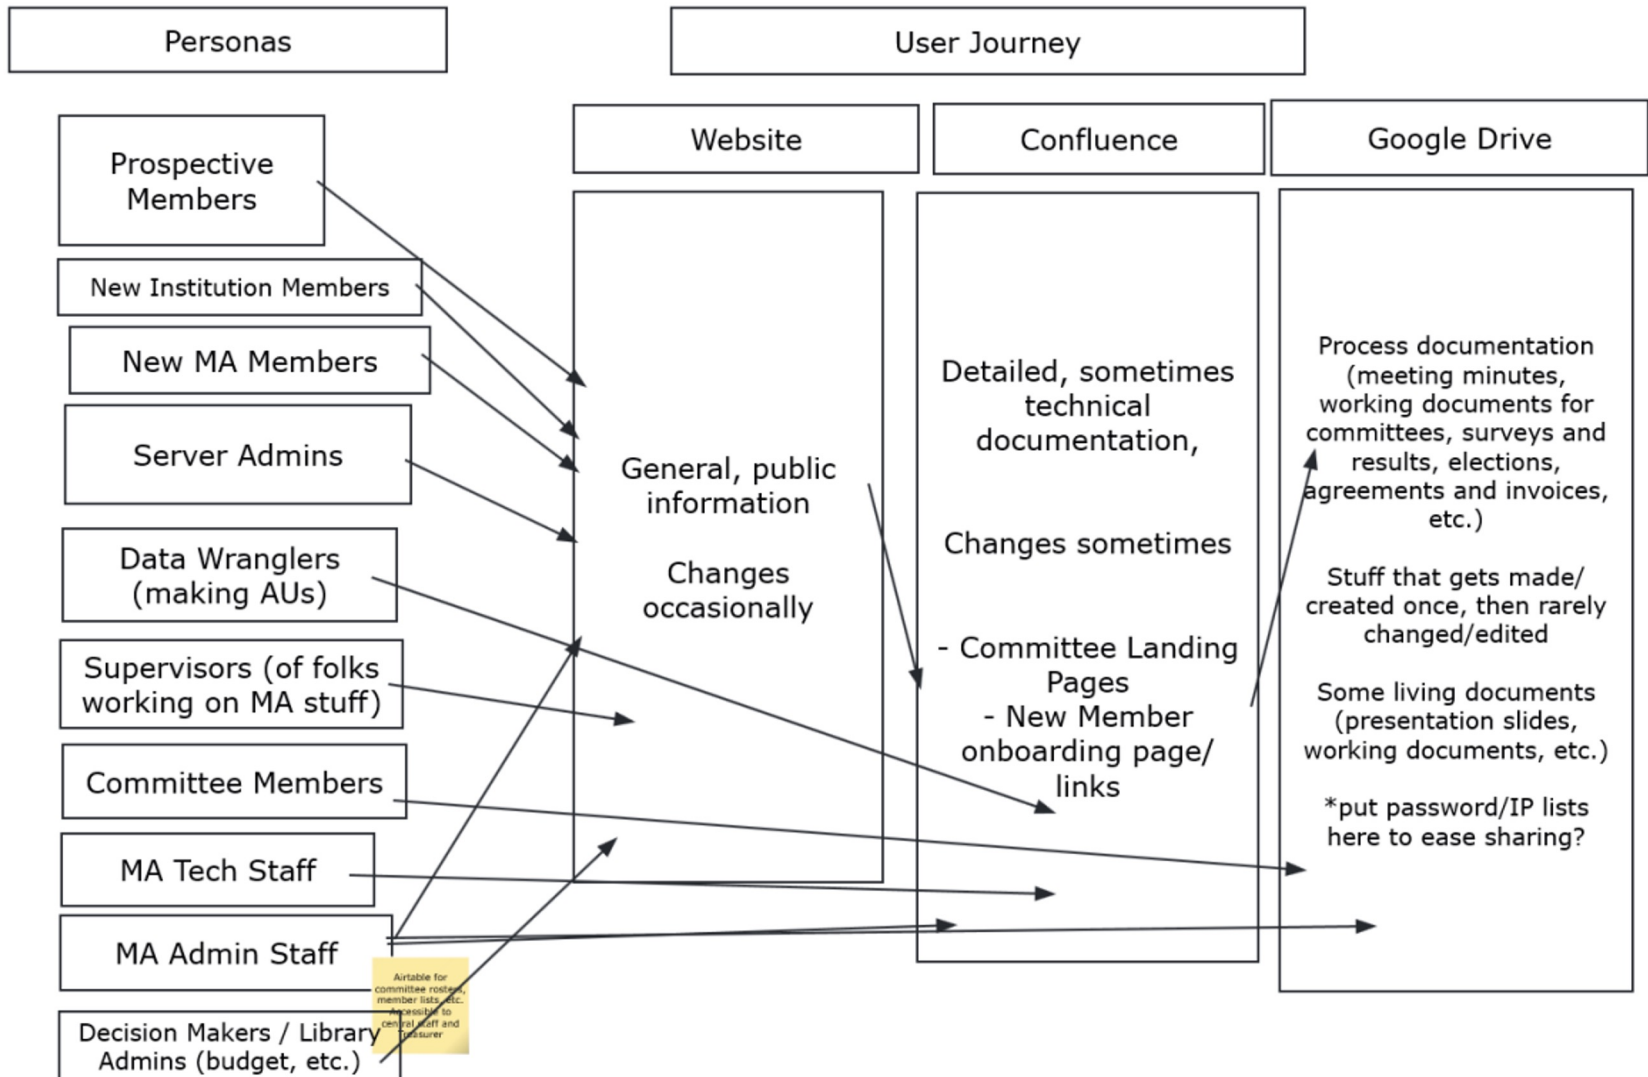 Personas
User Journey
Website
Confluence
Google Drive
Prospective
Members
New Institution Members
New MA Members
Server Admins
Data Wranglers
(making AUs)
Supervisors (of folks
working on MA stuff)
Committee Members
MA Tech Staff
MA Admin Staff
Airtable for
committee rosters,
member lists, etc.
Accessible to
central staff and
Treasurer
Decision Makers / Library
Admins (budget, etc.)
General, public
information
Changes
occasionally
Detailed, sometimes
technical
documentation,
Changes sometimes
- Committee Landing
Pages
- New Member
onboarding page/
links
Process documentation
(meeting minutes,
working documents for
committees, surveys and
results, elections,
agreements and invoices,
etc.)
Stuff that gets made/
created once, then rarely
changed/edited
Some living documents
(presentation slides,
working documents, etc.)
*put password/IP lists
here to ease sharing?